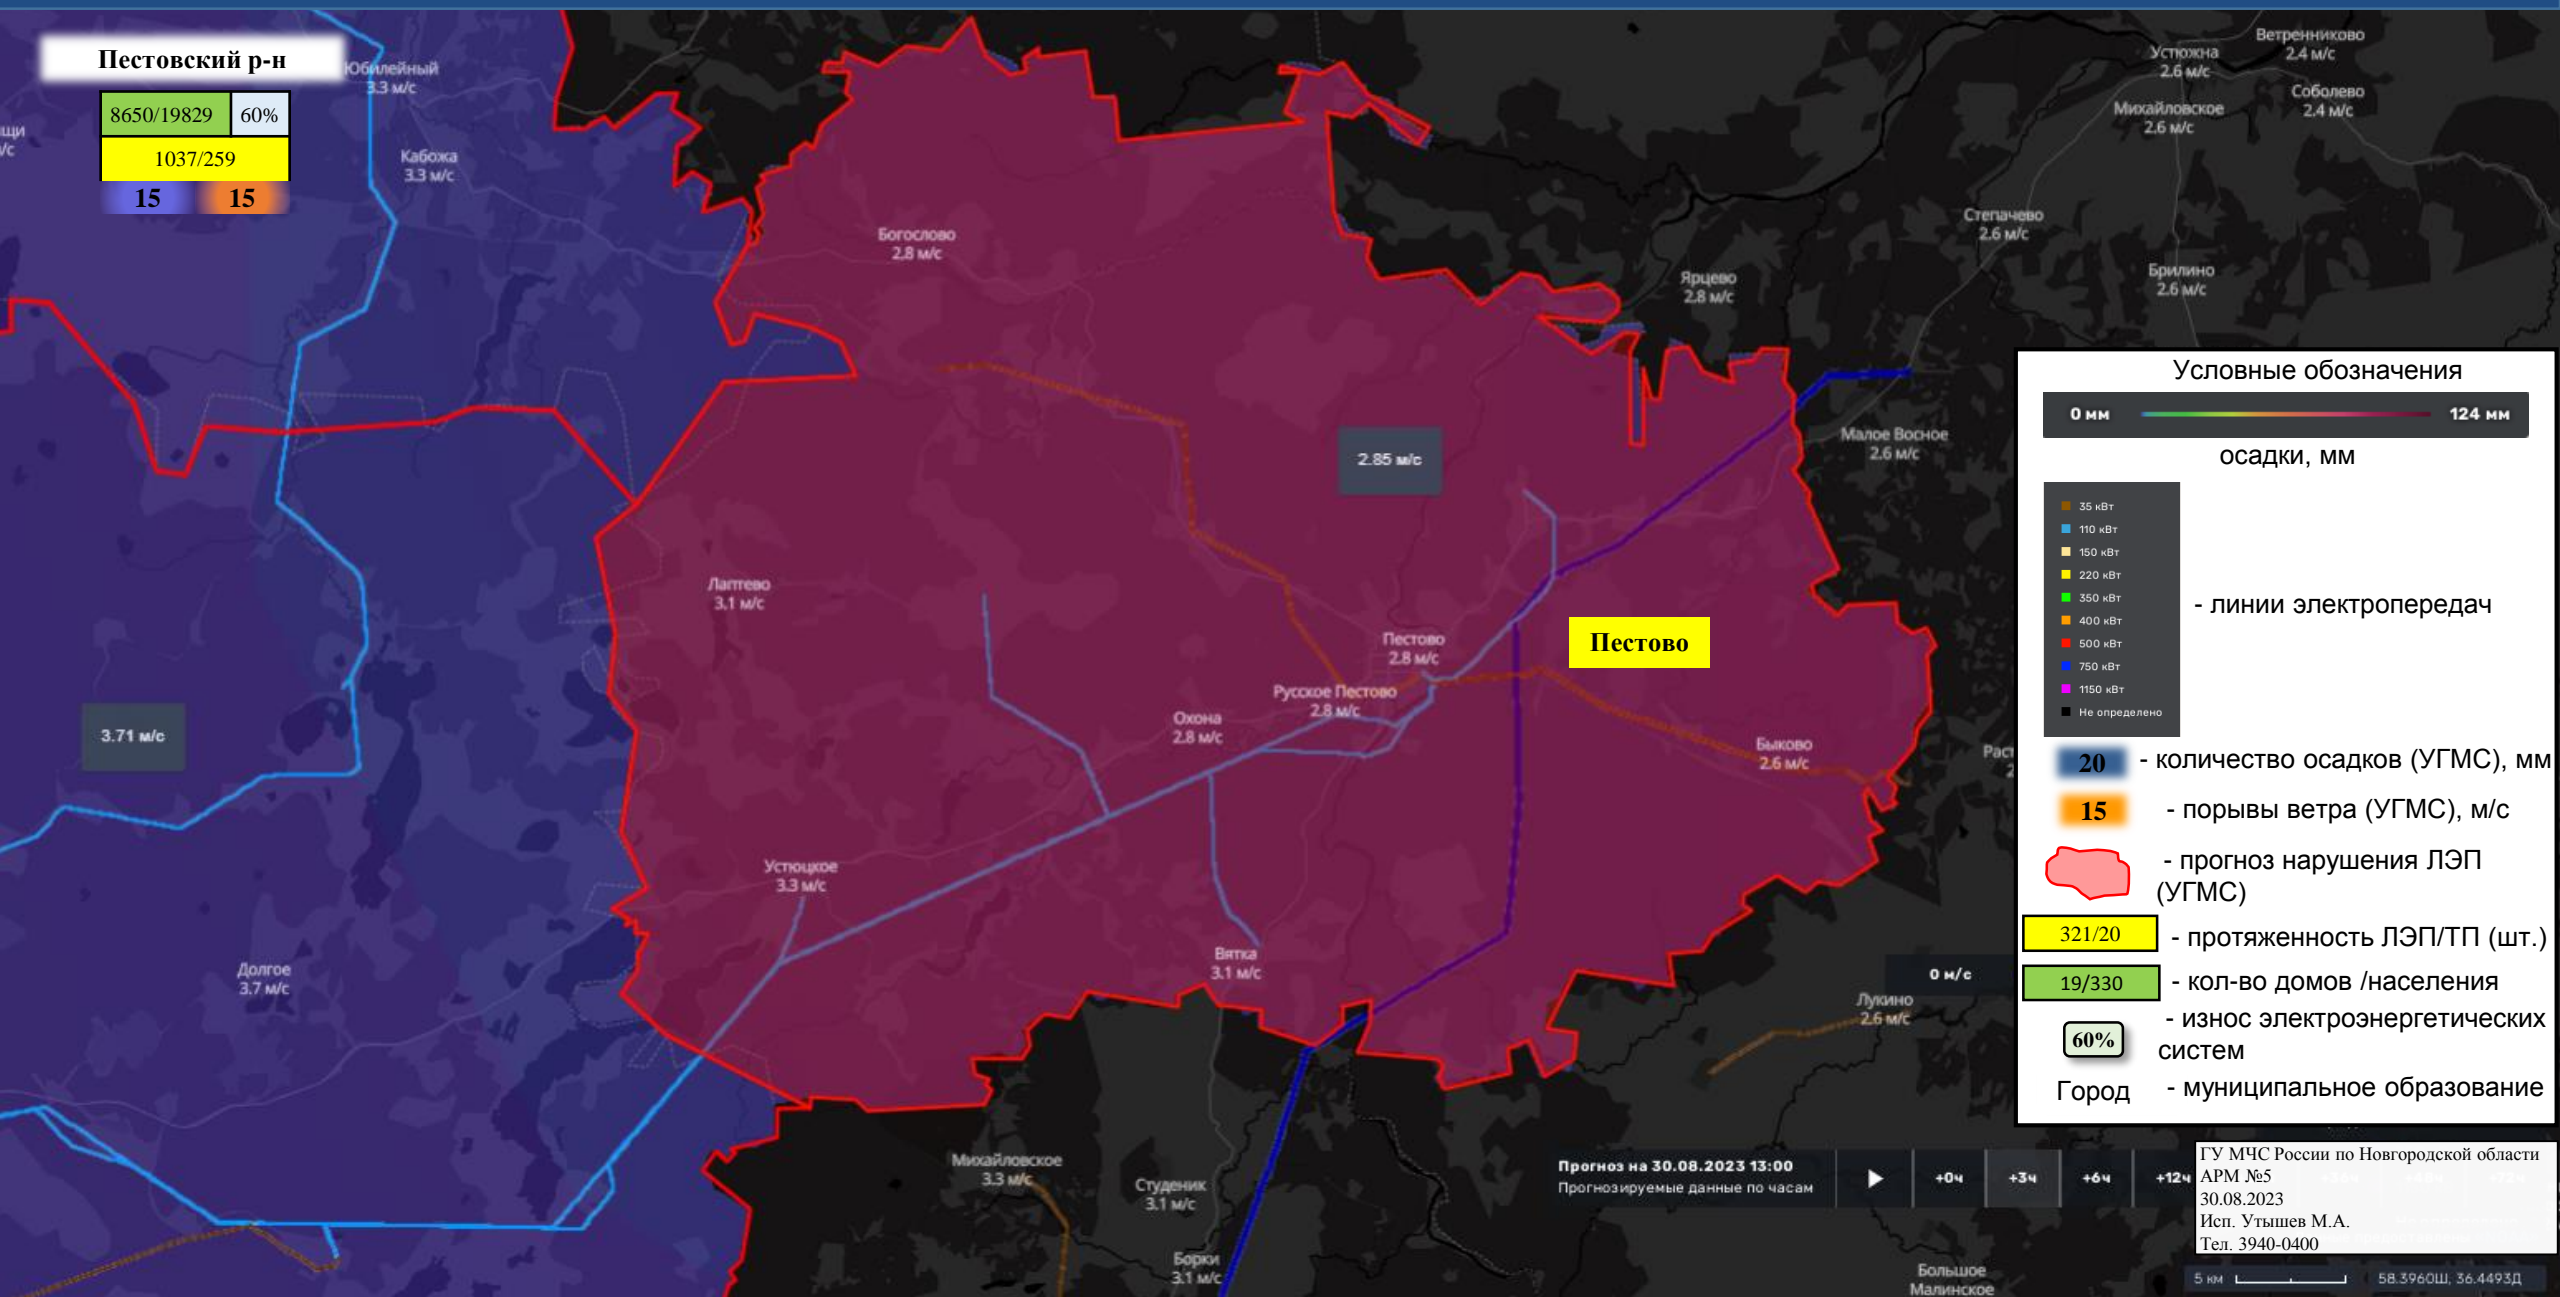 Пестовский р-н
8650/19829 60%
1037/259
15 15
Юбилейный
3.3 м/с
Кабожа
3.3 м/с
Богослово
2.8 м/с
Устюжна
2.6 м/с
Ветренниково
2.4 м/с
Соболево
2.4 м/с
Михайловское
2.6 м/с
Степачево
2.6 м/с
Ярцево
2.8 м/с
Брилино
2.6 м/с
Малое Восное
2.6 м/с
2.85 м/с
Лаптево
3.1 м/с
Пестово
2.8 м/с
Пестово
Русское Пестово
2.8 м/с
Охона
2.8 м/с
Быково
2.6 м/с
3.71 м/с
Устюцкое
3.3 м/с
Вятка
3.1 м/с
Долгое
3.7 м/с
0 м/с
Лукино
2.6 м/с
Михайловское
3.3 м/с
Студеник
3.1 м/с
Борки
3.1 м/с
Большое
Малинское
Условные обозначения
0 мм 124 мм
осадки, мм
35 кВт
110 кВт
150 кВт
220 кВт
350 кВт
400 кВт
500 кВт
750 кВт
1150 кВт
Не определено
- линии электропередач
20 - количество осадков (УГМС), мм
15 - порывы ветра (УГМС), м/с
- прогноз нарушения ЛЭП
(УГМС)
321/20 - протяженность ЛЭП/ТП (шт.)
19/330 - кол-во домов /населения
60% - износ электроэнергетических
систем
Город - муниципальное образование
Прогноз на 30.08.2023 13:00
Прогнозируемые данные по часам
+0ч +3ч +6ч +12ч
ГУ МЧС России по Новгородской области
АРМ №5
30.08.2023
Исп. Утышев М.А.
Тел. 3940-0400
5 км 58.3960Ш, 36.4493Д